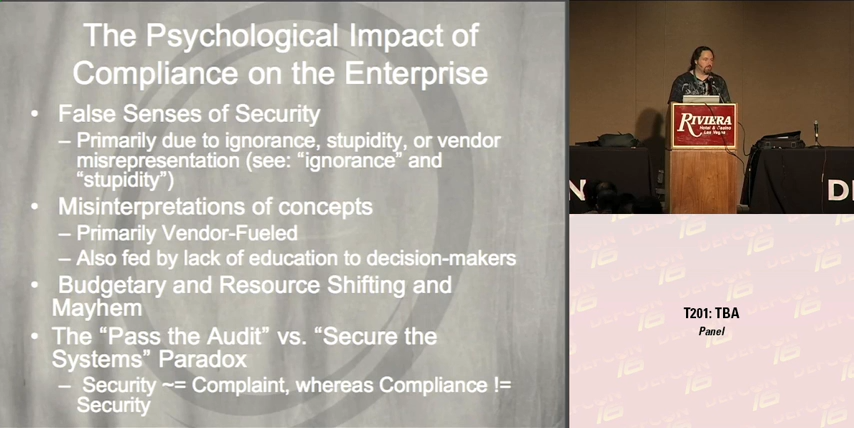 The Psychological Impact of
Compliance on the Enterprise
• False Senses of Security
– Primarily due to ignorance, stupidity, or vendor
misrepresentation (see: “ignorance” and
“stupidity”)
• Misinterpretations of concepts
– Primarily Vendor-Fueled
– Also fed by lack of education to decision-makers
• Budgetary and Resource Shifting and
Mayhem
• The “Pass the Audit” vs. “Secure the
Systems” Paradox
– Security ~= Complaint, whereas Compliance !=
Security
RIVIERA
Hotel & Casino
Las Vegas
N
D
T201: TBA
Panel
DEFCON
16